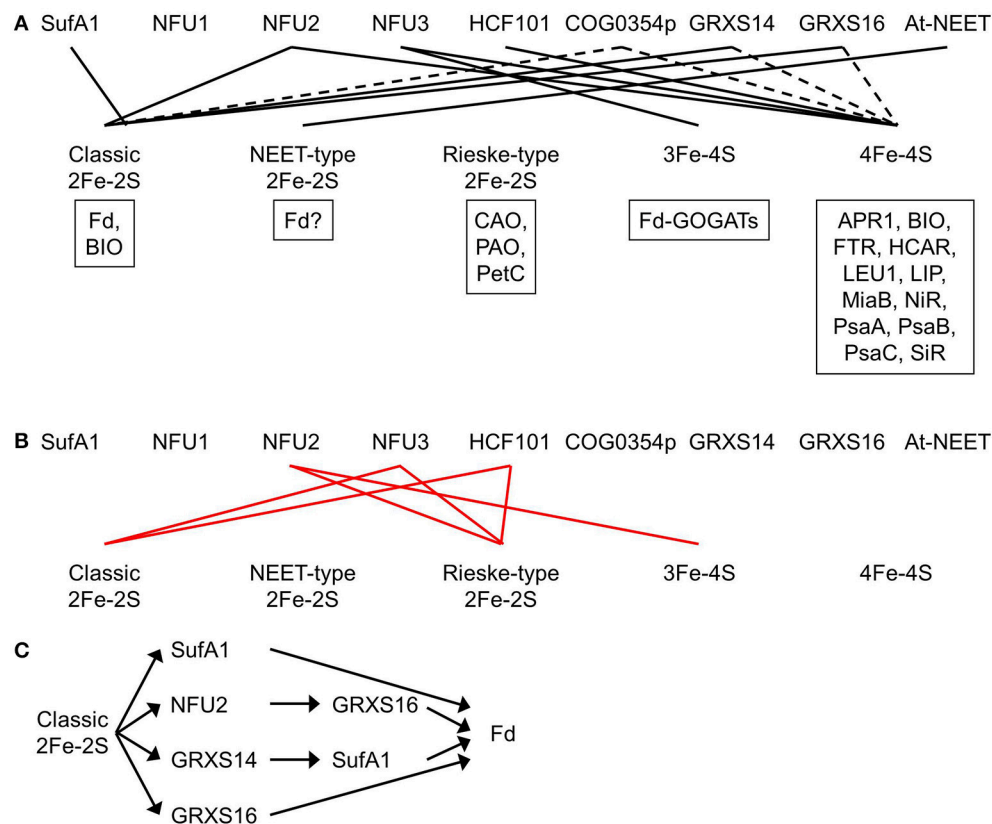 A SufA1 NFU1 NFU2 NFU3 HCF101 COG0354p GRXS14 GRXS16 At-NEET
Classic NEET-type Rieske-type 3Fe-4S 4Fe-4S
2Fe-2S 2Fe-2S 2Fe-2S
Fd, Fd? CAO, Fd-GOGATs APR1, BIO,
BIO PAO, FTR, HCAR,
PetC LEU1, LIP,
MiaB, NiR,
PsaA, PsaB,
PsaC, SiR
B SufA1 NFU1 NFU2 NFU3 HCF101 COG0354p GRXS14 GRXS16 At-NEET
Classic NEET-type Rieske-type 3Fe-4S 4Fe-4S
2Fe-2S 2Fe-2S 2Fe-2S
C SufA1
NFU2 GRXS16
Classic
2Fe-2S
Fd
GRXS14 SufA1
GRXS16